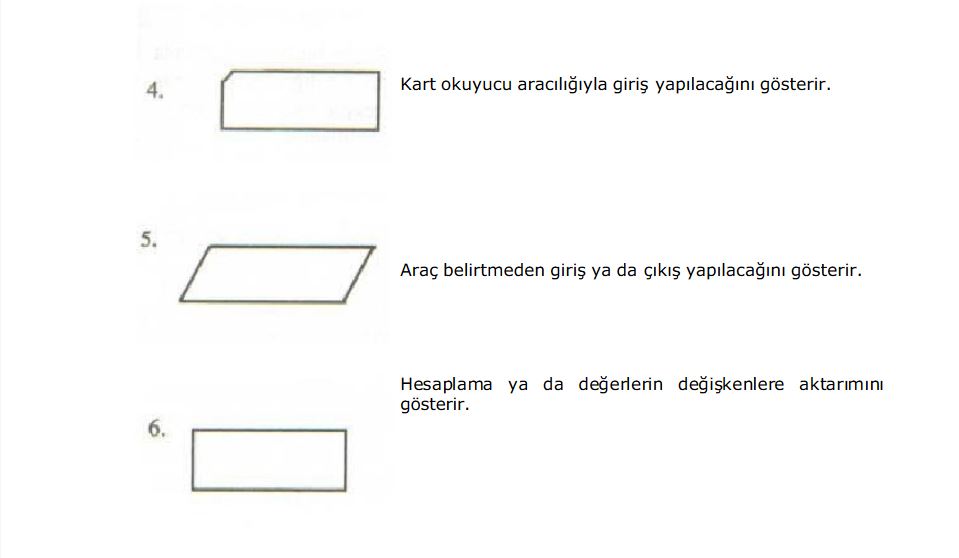 4. Kart okuyucu aracılığıyla giriş yapılacağını gösterir.
5. Araç belirtmeden giriş ya da çıkış yapılacağını gösterir.
Hesaplama ya da değerlerin değişkenlere aktarımını
gösterir.
6.